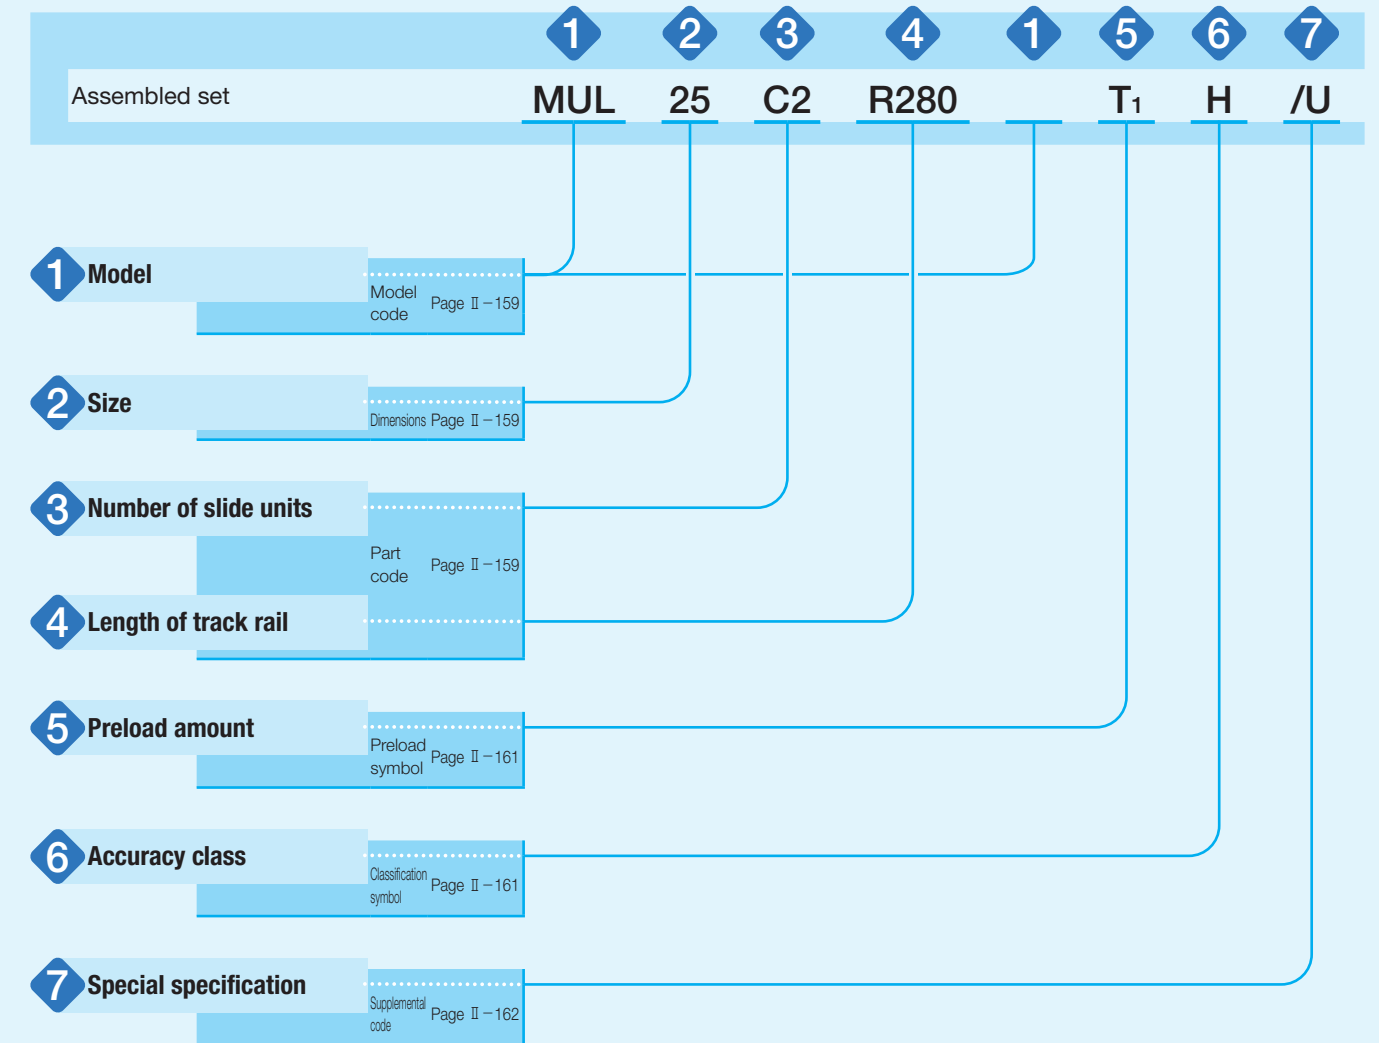 1 2 3 4 1 5 6 7
Assembled set MUL 25 C2 R280 T1 H /U
1 Model
Model code Page Ⅱ－159
2 Size
Dimensions Page Ⅱ－159
3 Number of slide units
Part code Page Ⅱ－159
4 Length of track rail
5 Preload amount
Preload symbol Page Ⅱ－161
6 Accuracy class
Classification symbol Page Ⅱ－161
7 Special specification
Supplemental code Page Ⅱ－162